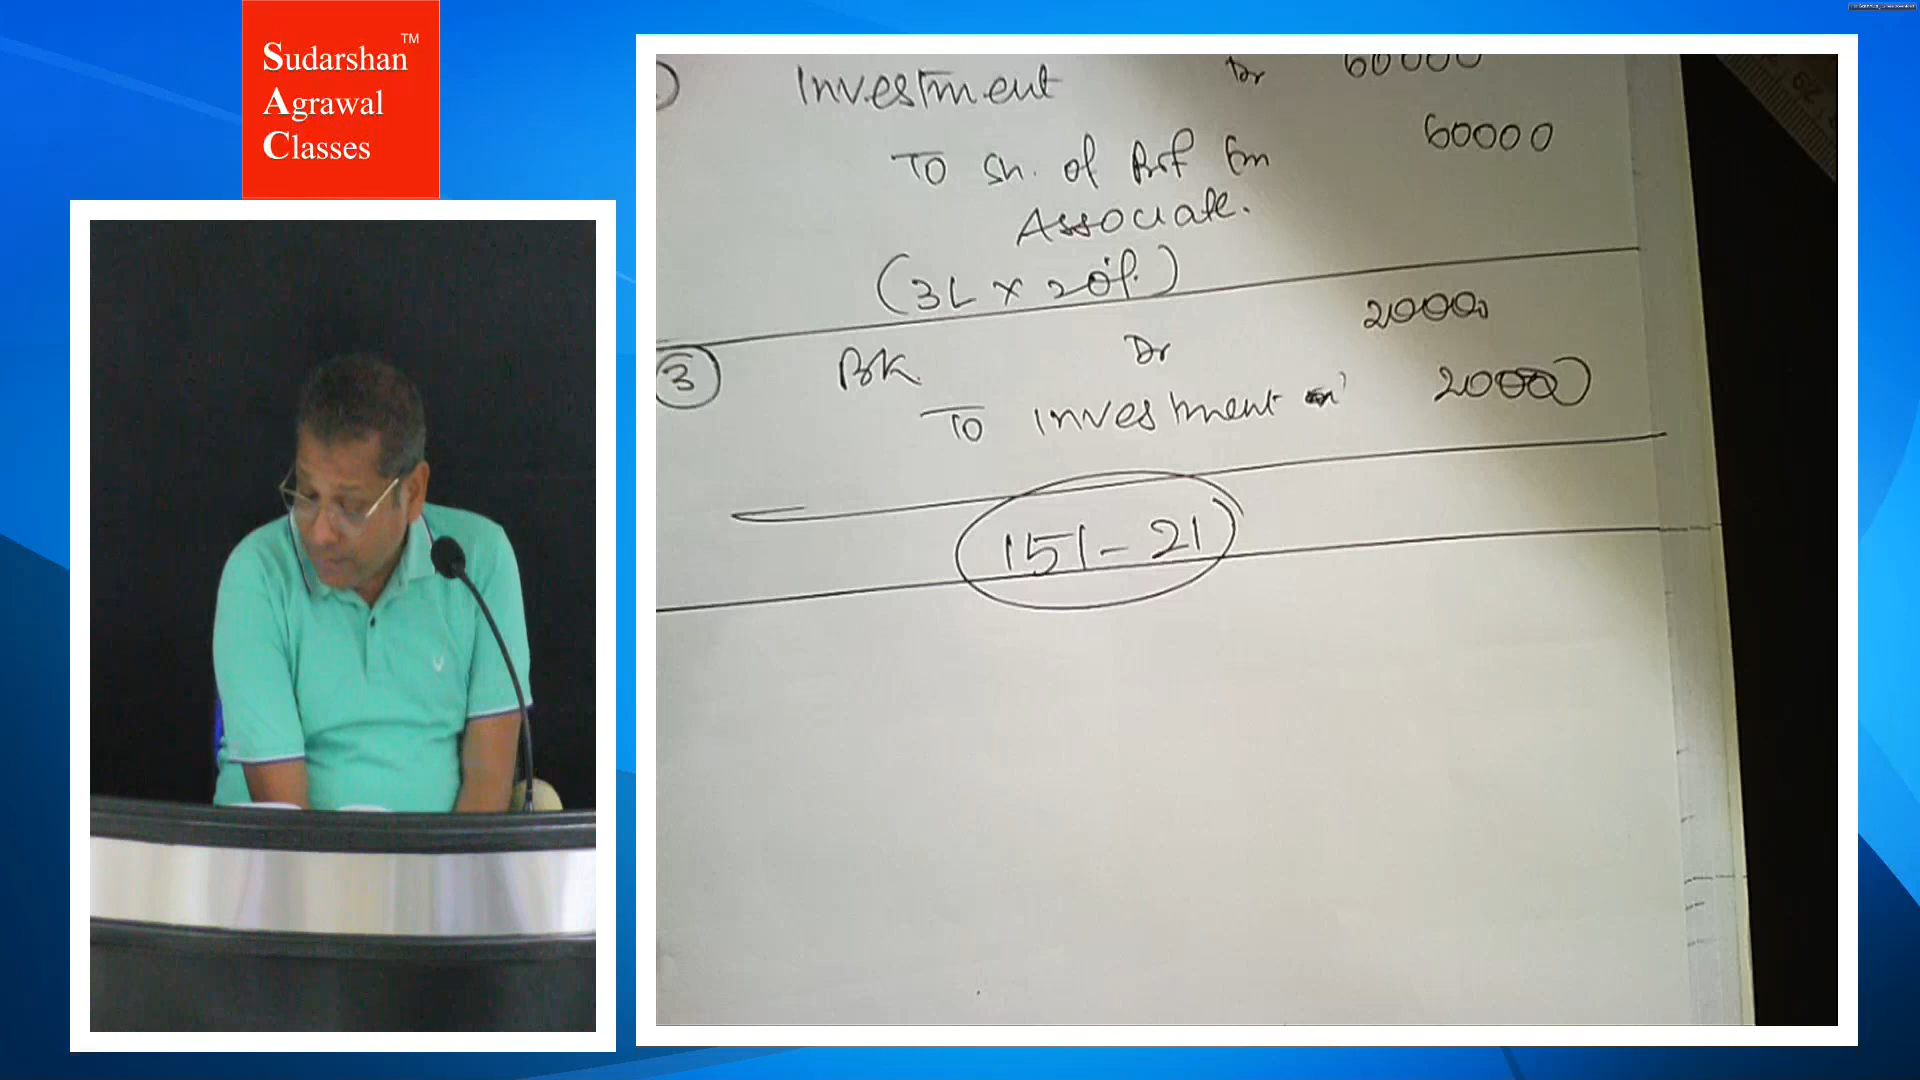 Sudarshan™
Agrawal
Classes
Investment Dr 60000
To Sh. of Prf fm 60000
Associate.
(3L × 20%)
③ Bk Dr 20000
To Investment 20000
151-21